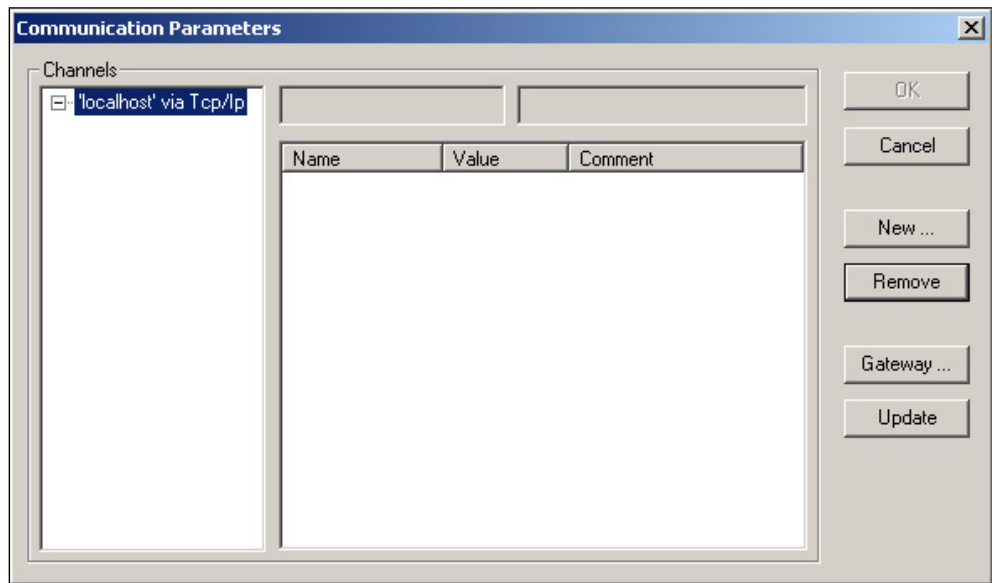 Communication Parameters
Channels
'localhost' via Tcp/Ip
Name Value Comment
OK
Cancel
New ...
Remove
Gateway ...
Update